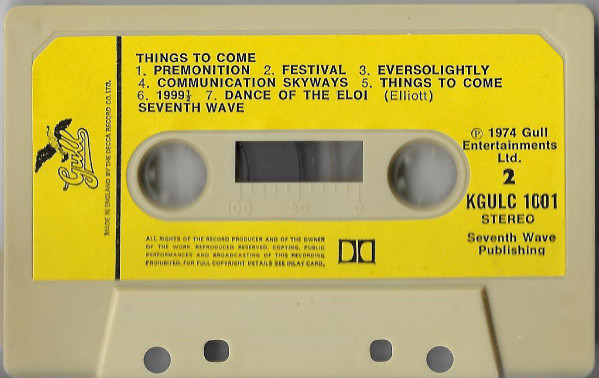 THINGS TO COME
1. PREMONITION 2. FESTIVAL 3. EVERSOLIGHTLY
4. COMMUNICATION SKYWAYS 5. THINGS TO COME
6. 1999½ 7. DANCE OF THE ELOI (Elliott)
SEVENTH WAVE
Gull
MADE IN ENGLAND BY THE DECCA RECORD CO. LTD.
℗ 1974 Gull
Entertainments
Ltd.
2
KGULC 1001
STEREO
Seventh Wave
Publishing
100 50 0
ALL RIGHTS OF THE RECORD PRODUCER AND OF THE OWNER
OF THE WORK REPRODUCED RESERVED. COPYING, PUBLIC
PERFORMANCES AND BROADCASTING OF THIS RECORDING
PROHIBITED. FOR FULL COPYRIGHT DETAILS SEE INLAY CARD.